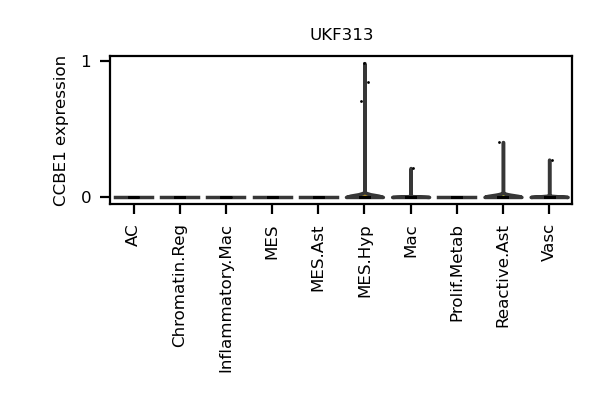 UKF313
CCBE1 expression
1
0
AC
Chromatin.Reg
Inflammatory.Mac
MES
MES.Ast
MES.Hyp
Mac
Prolif.Metab
Reactive.Ast
Vasc